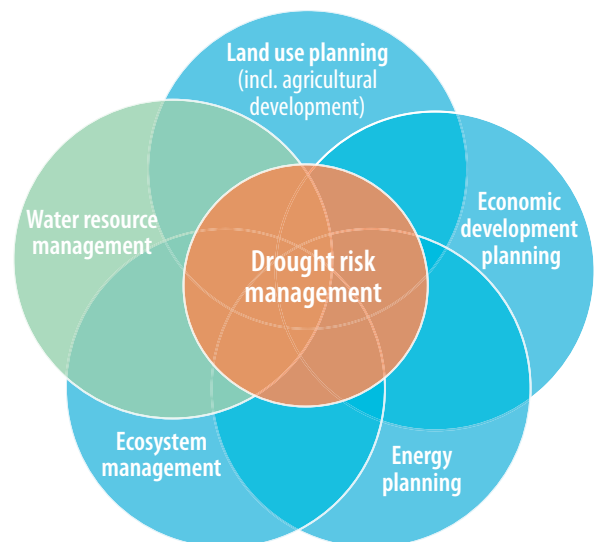 Land use planning
(incl. agricultural
development)
Water resource
management
Economic
development
planning
Drought risk
management
Ecosystem
management
Energy
planning